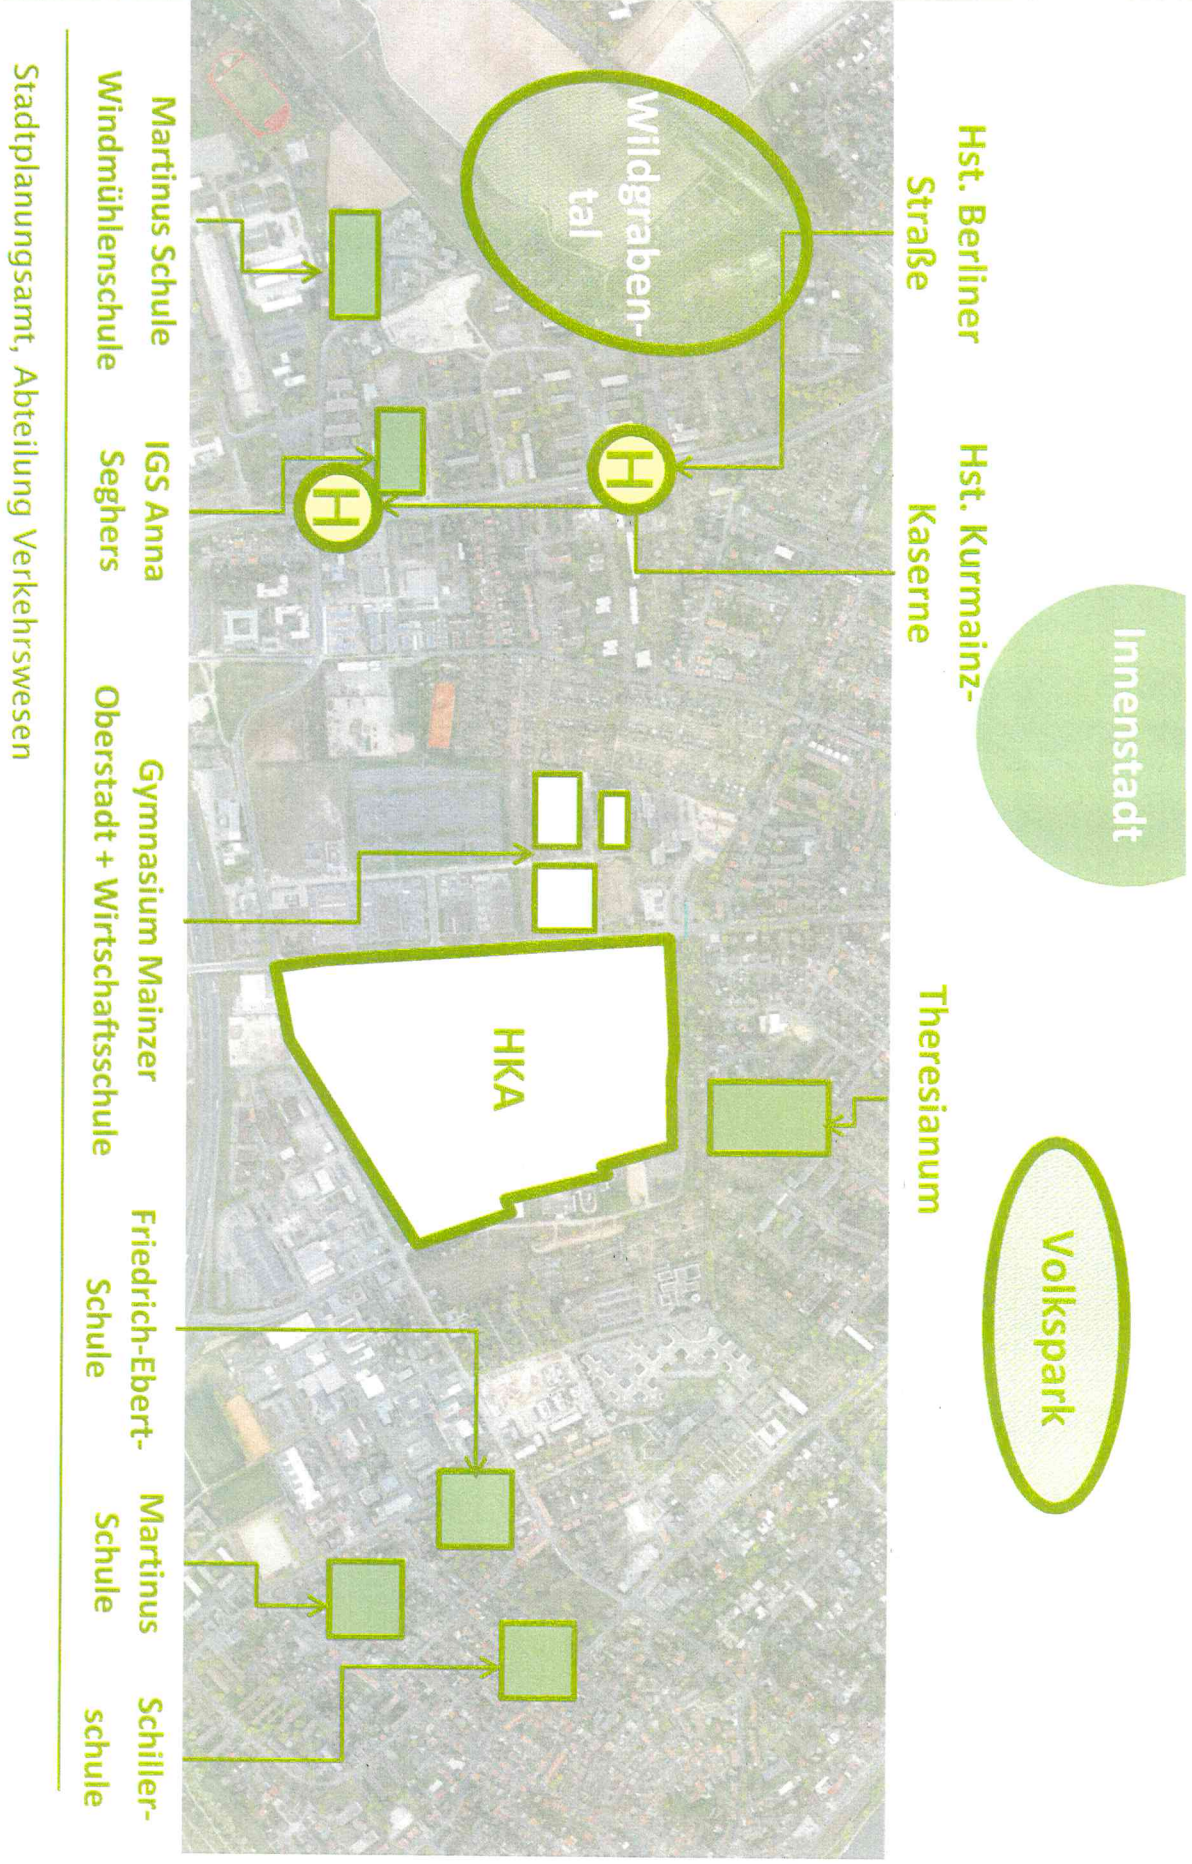 Innenstadt
Volkspark
Hst. Berliner
Straße
Hst. Kurmainz-
Kaserne
Theresianum
Wildgraben-
tal
H
H
HKA
Martinus Schule
Windmühlenschule
IGS Anna
Seghers
Gymnasium Mainzer
Oberstadt + Wirtschaftsschule
Friedrich-Ebert-
Schule
Martinus
Schule
Schiller-
schule
Stadtplanungsamt, Abteilung Verkehrswesen